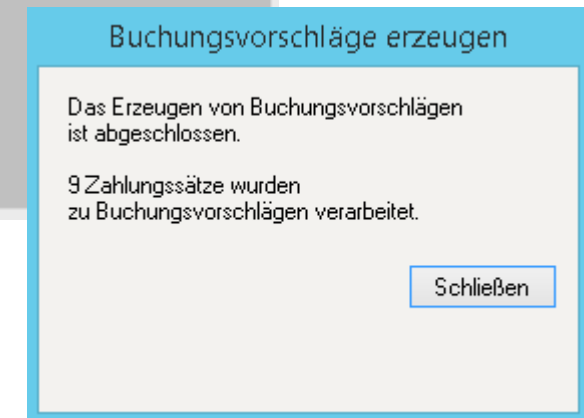 Buchungsvorschläge erzeugen
Das Erzeugen von Buchungsvorschlägen
ist abgeschlossen.
9 Zahlungssätze wurden
zu Buchungsvorschlägen verarbeitet.
Schließen